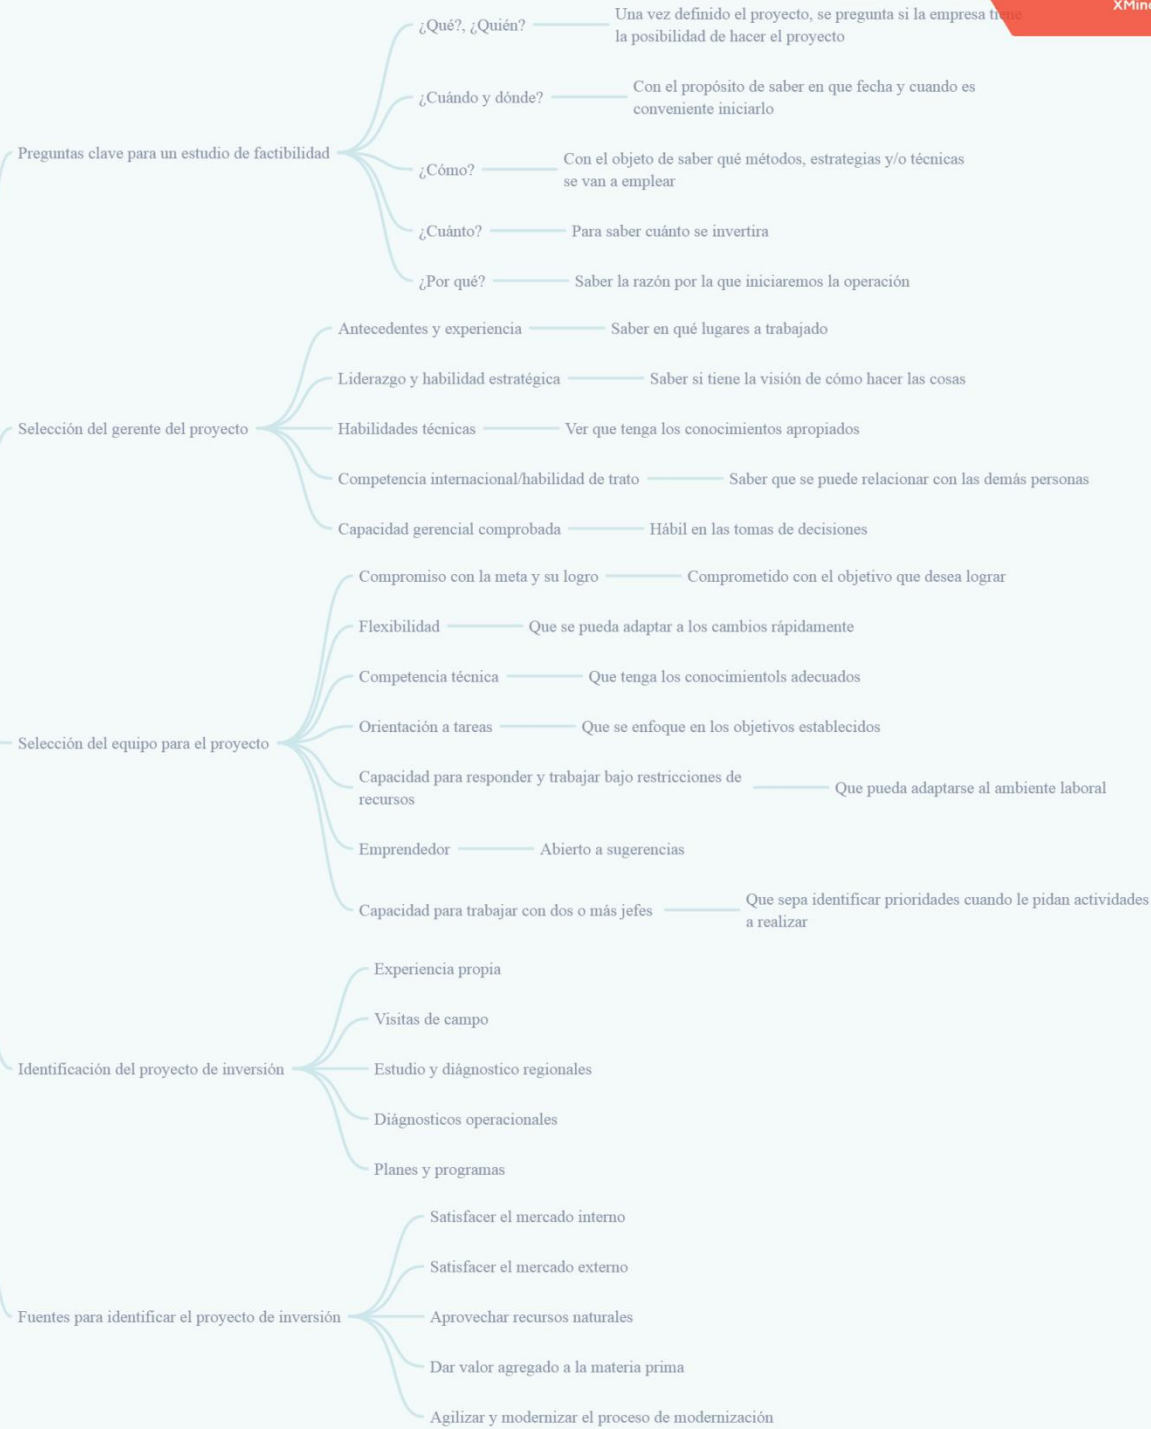 XMind
¿Qué?, ¿Quién?
Una vez definido el proyecto, se pregunta si la empresa tiene
la posibilidad de hacer el proyecto
¿Cuándo y dónde?
Con el propósito de saber en que fecha y cuando es
conveniente iniciarlo
Preguntas clave para un estudio de factibilidad
¿Cómo?
Con el objeto de saber qué métodos, estrategias y/o técnicas
se van a emplear
¿Cuánto?
Para saber cuánto se invertira
¿Por qué?
Saber la razón por la que iniciaremos la operación
Antecedentes y experiencia
Saber en qué lugares a trabajado
Liderazgo y habilidad estratégica
Saber si tiene la visión de cómo hacer las cosas
Selección del gerente del proyecto
Habilidades técnicas
Ver que tenga los conocimientos apropiados
Competencia internacional/habilidad de trato
Saber que se puede relacionar con las demás personas
Capacidad gerencial comprobada
Hábil en las tomas de decisiones
Compromiso con la meta y su logro
Comprometido con el objetivo que desea lograr
Flexibilidad
Que se pueda adaptar a los cambios rápidamente
Competencia técnica
Que tenga los conocimientols adecuados
Orientación a tareas
Que se enfoque en los objetivos establecidos
Selección del equipo para el proyecto
Capacidad para responder y trabajar bajo restricciones de
recursos
Que pueda adaptarse al ambiente laboral
Emprendedor
Abierto a sugerencias
Capacidad para trabajar con dos o más jefes
Que sepa identificar prioridades cuando le pidan actividades
a realizar
Experiencia propia
Visitas de campo
Identificación del proyecto de inversión
Estudio y diágnostico regionales
Diágnosticos operacionales
Planes y programas
Satisfacer el mercado interno
Satisfacer el mercado externo
Fuentes para identificar el proyecto de inversión
Aprovechar recursos naturales
Dar valor agregado a la materia prima
Agilizar y modernizar el proceso de modernización